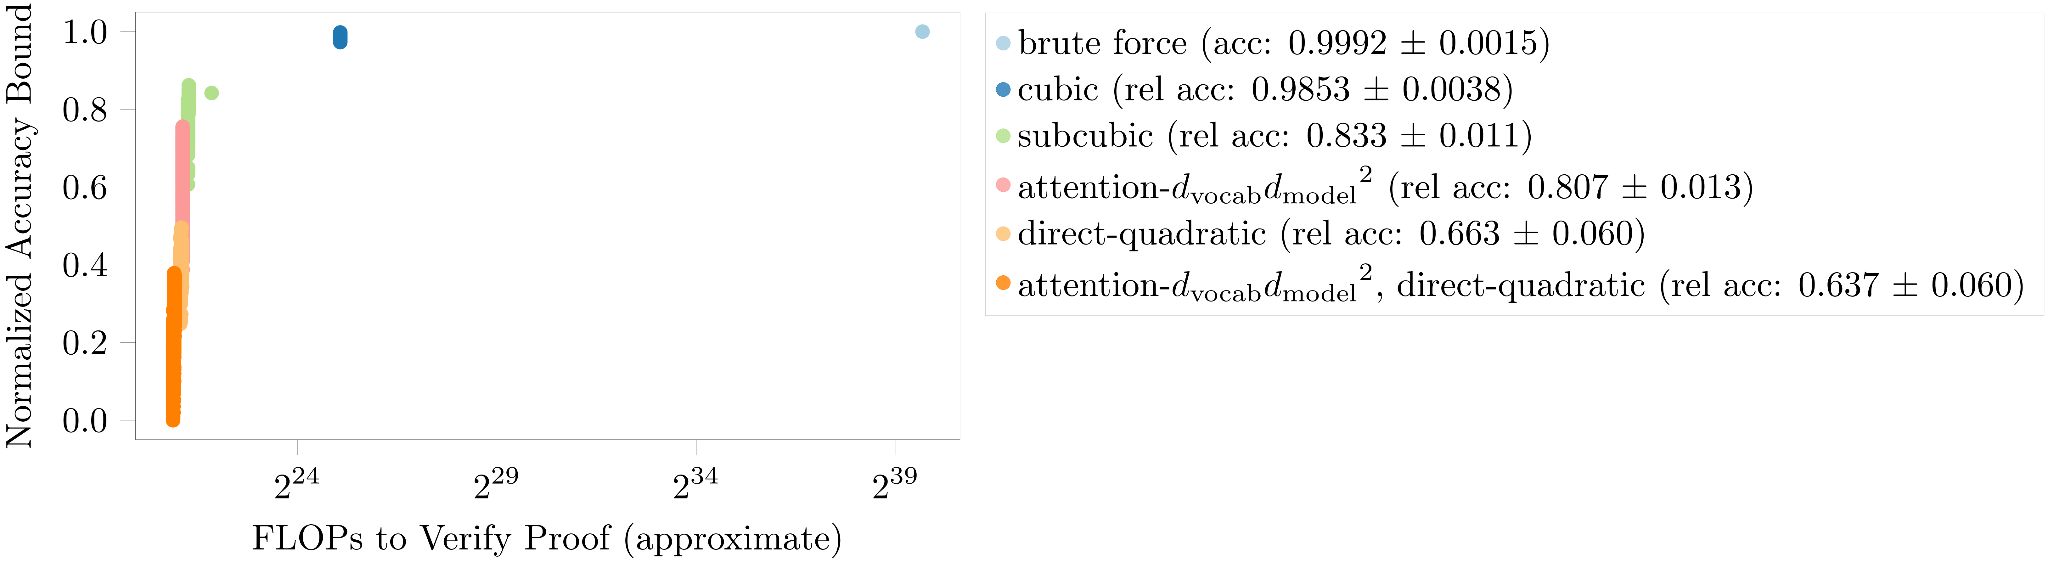 Normalized Accuracy Bound
1.0
0.8
0.6
0.4
0.2
0.0
2^24
2^29
2^34
2^39
FLOPs to Verify Proof (approximate)
brute force (acc: 0.9992 ± 0.0015)
cubic (rel acc: 0.9853 ± 0.0038)
subcubic (rel acc: 0.833 ± 0.011)
attention-d_vocab d_model^2 (rel acc: 0.807 ± 0.013)
direct-quadratic (rel acc: 0.663 ± 0.060)
attention-d_vocab d_model^2, direct-quadratic (rel acc: 0.637 ± 0.060)